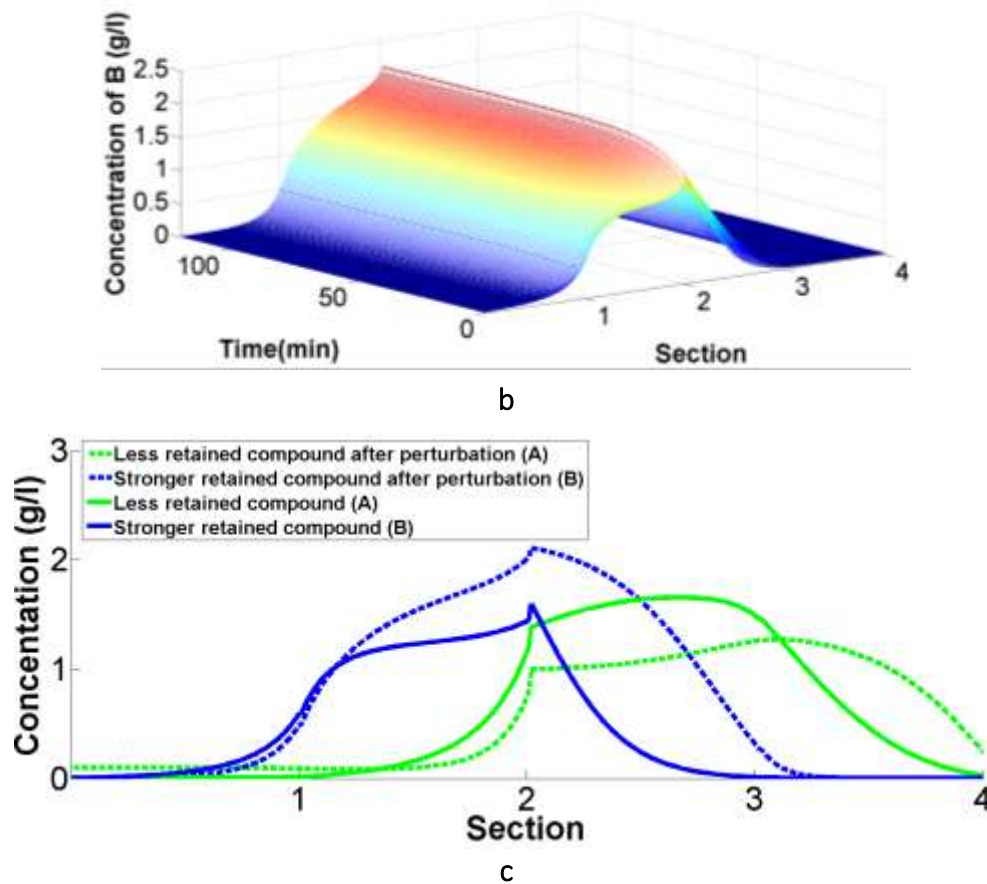 Concentration of B (g/l)
2.5
2
1.5
1
0.5
0
100
50
0
Time(min)
1
2
3
4
Section
b
Less retained compound after perturbation (A)
Stronger retained compound after perturbation (B)
Less retained compound (A)
Stronger retained compound (B)
Concentation (g/l)
3
2
1
0
1
2
3
4
Section
c